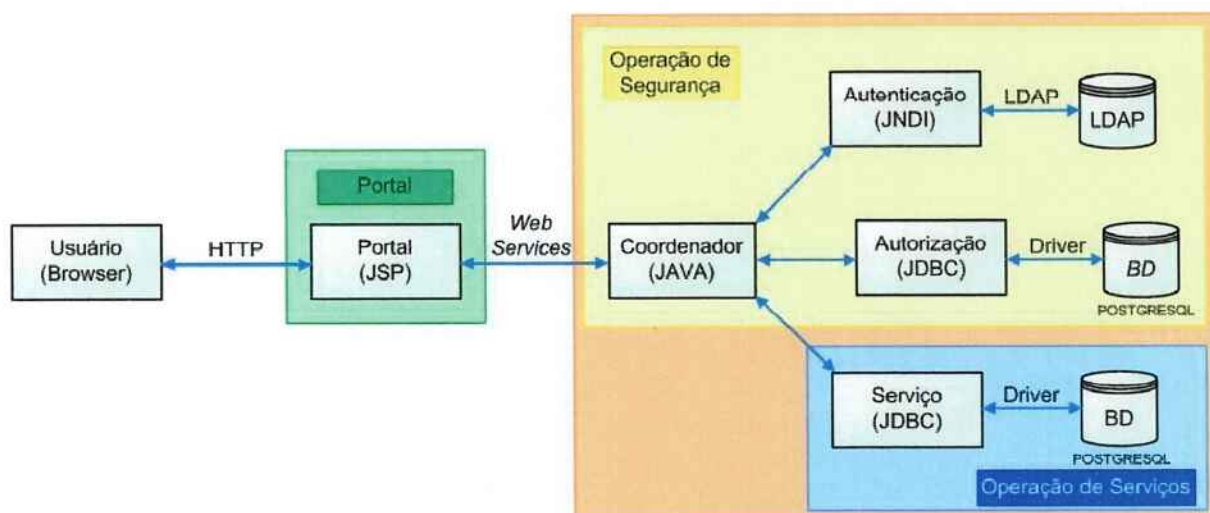 Operação de
Segurança
Autenticação
(JNDI)
LDAP
LDAP
Portal
Usuário
(Browser)
HTTP
Portal
(JSP)
Web
Services
Coordenador
(JAVA)
Autorização
(JDBC)
Driver
BD
POSTGRESQL
Serviço
(JDBC)
Driver
BD
POSTGRESQL
Operação de Serviços